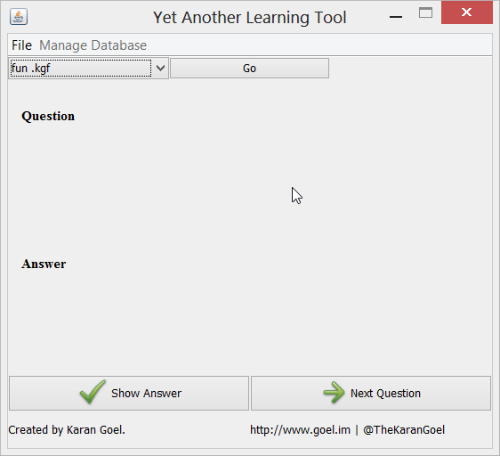 Yet Another Learning Tool
File Manage Database
fun .kgf Go
Question
Answer
Show Answer Next Question
Created by Karan Goel. http://www.goel.im | @TheKaranGoel